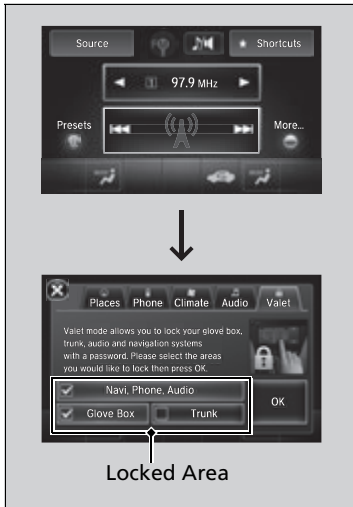 Source
Shortcuts
97.9 MHz
Presets
More...
Places Phone Climate Audio Valet
Valet mode allows you to lock your glove box,
trunk, audio and navigation systems
with a password. Please select the areas
you would like to lock then press OK.
Navi, Phone, Audio
Glove Box
Trunk
OK
Locked Area